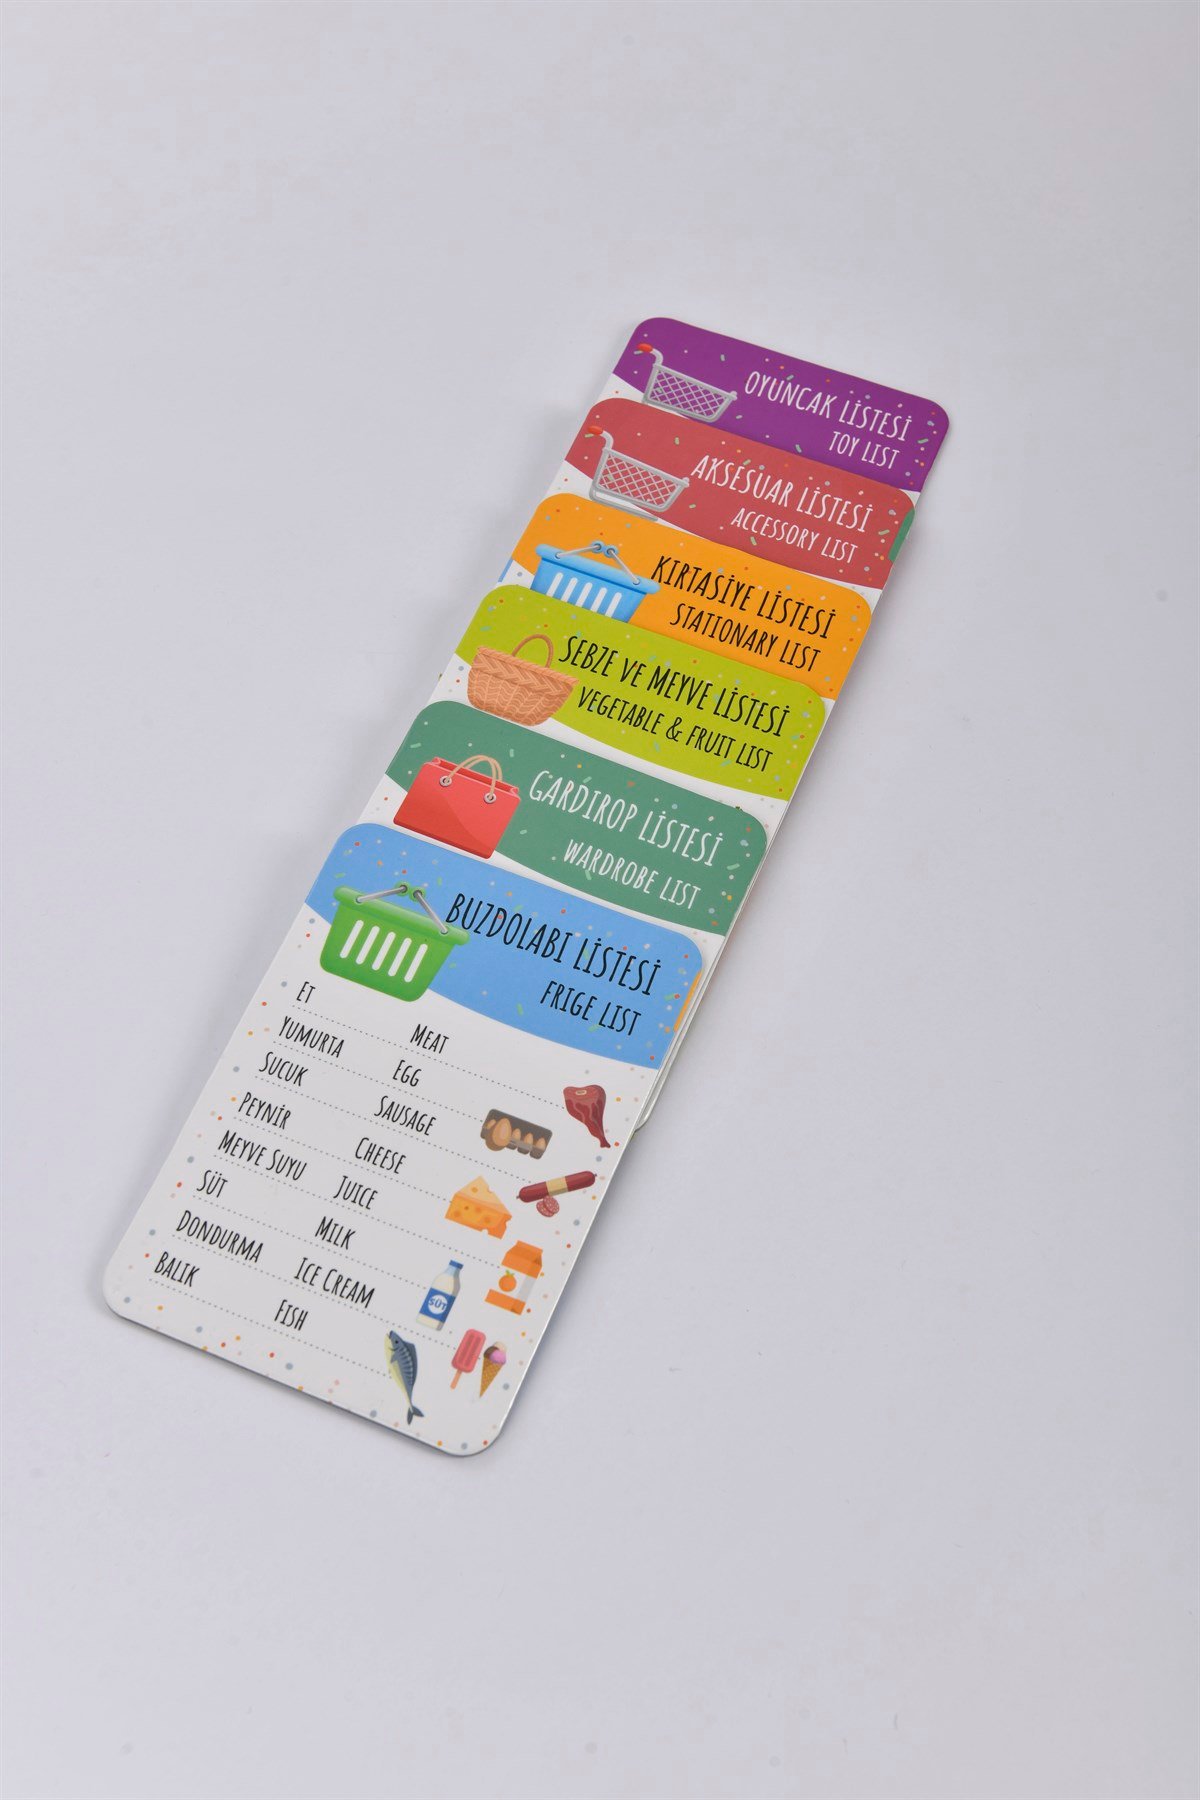 OYUNCAK LİSTESİ
TOY LIST
AKSESUAR LİSTESİ
ACCESSORY LIST
KIRTASİYE LİSTESİ
STATIONARY LIST
SEBZE VE MEYVE LİSTESİ
VEGETABLE & FRUIT LIST
GARDIROP LİSTESİ
WARDROBE LIST
BUZDOLABI LİSTESİ
FRIGE LIST
ET MEAT
YUMURTA EGG
SUCUK SAUSAGE
PEYNİR CHEESE
MEYVE SUYU JUICE
SÜT MILK
DONDURMA ICE CREAM
BALIK FISH
SÜT